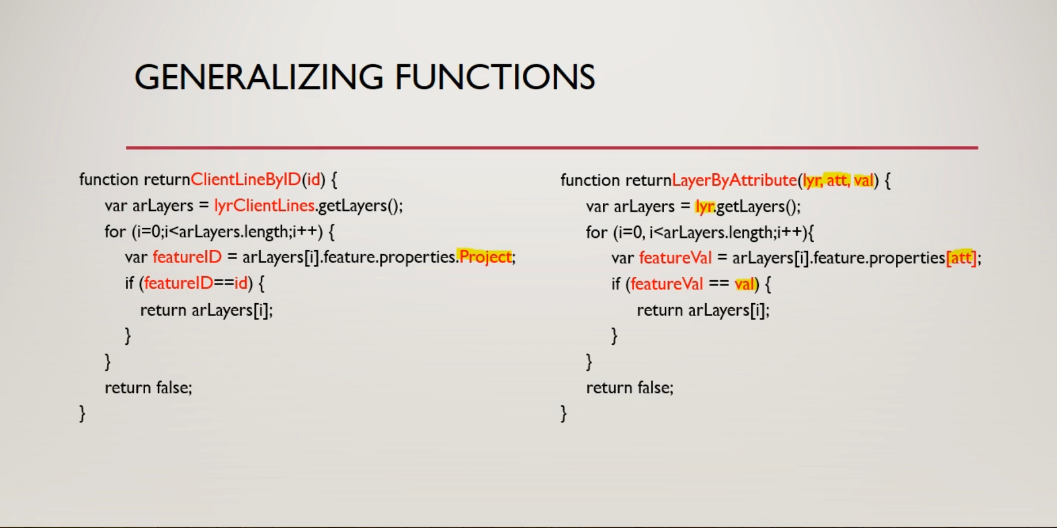 GENERALIZING FUNCTIONS
function returnClientLineByID(id) {
var arLayers = lyrClientLines.getLayers();
for (i=0;i<arLayers.length;i++) {
var featureID = arLayers[i].feature.properties.Project;
if (featureID==id) {
return arLayers[i];
}
}
return false;
}
function returnLayerByAttribute(lyr, att, val) {
var arLayers = lyr.getLayers();
for (i=0, i<arLayers.length;i++){
var featureVal = arLayers[i].feature.properties[att];
if (featureVal == val) {
return arLayers[i];
}
}
return false;
}